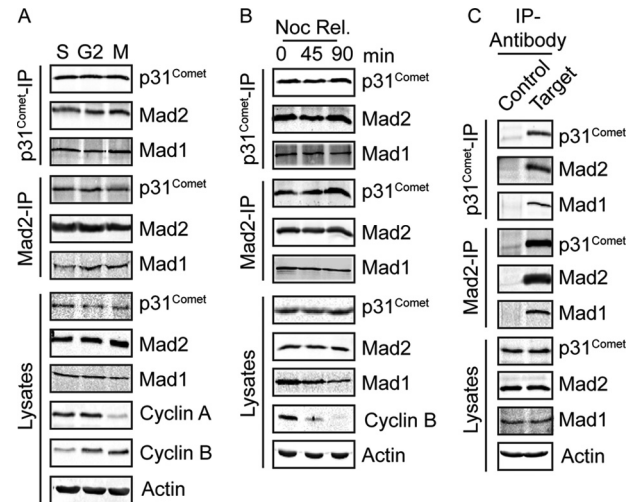 A
S G2 M
p31Comet-IP
p31Comet
Mad2
Mad1
Mad2-IP
p31Comet
Mad2
Mad1
Lysates
p31Comet
Mad2
Mad1
Cyclin A
Cyclin B
Actin
B
Noc Rel.
0 45 90 min
p31Comet-IP
p31Comet
Mad2
Mad1
Mad2-IP
p31Comet
Mad2
Mad1
Lysates
p31Comet
Mad2
Mad1
Cyclin B
Actin
C
IP-
Antibody
Control
Target
p31Comet-IP
p31Comet
Mad2
Mad1
Mad2-IP
p31Comet
Mad2
Mad1
Lysates
p31Comet
Mad2
Mad1
Actin